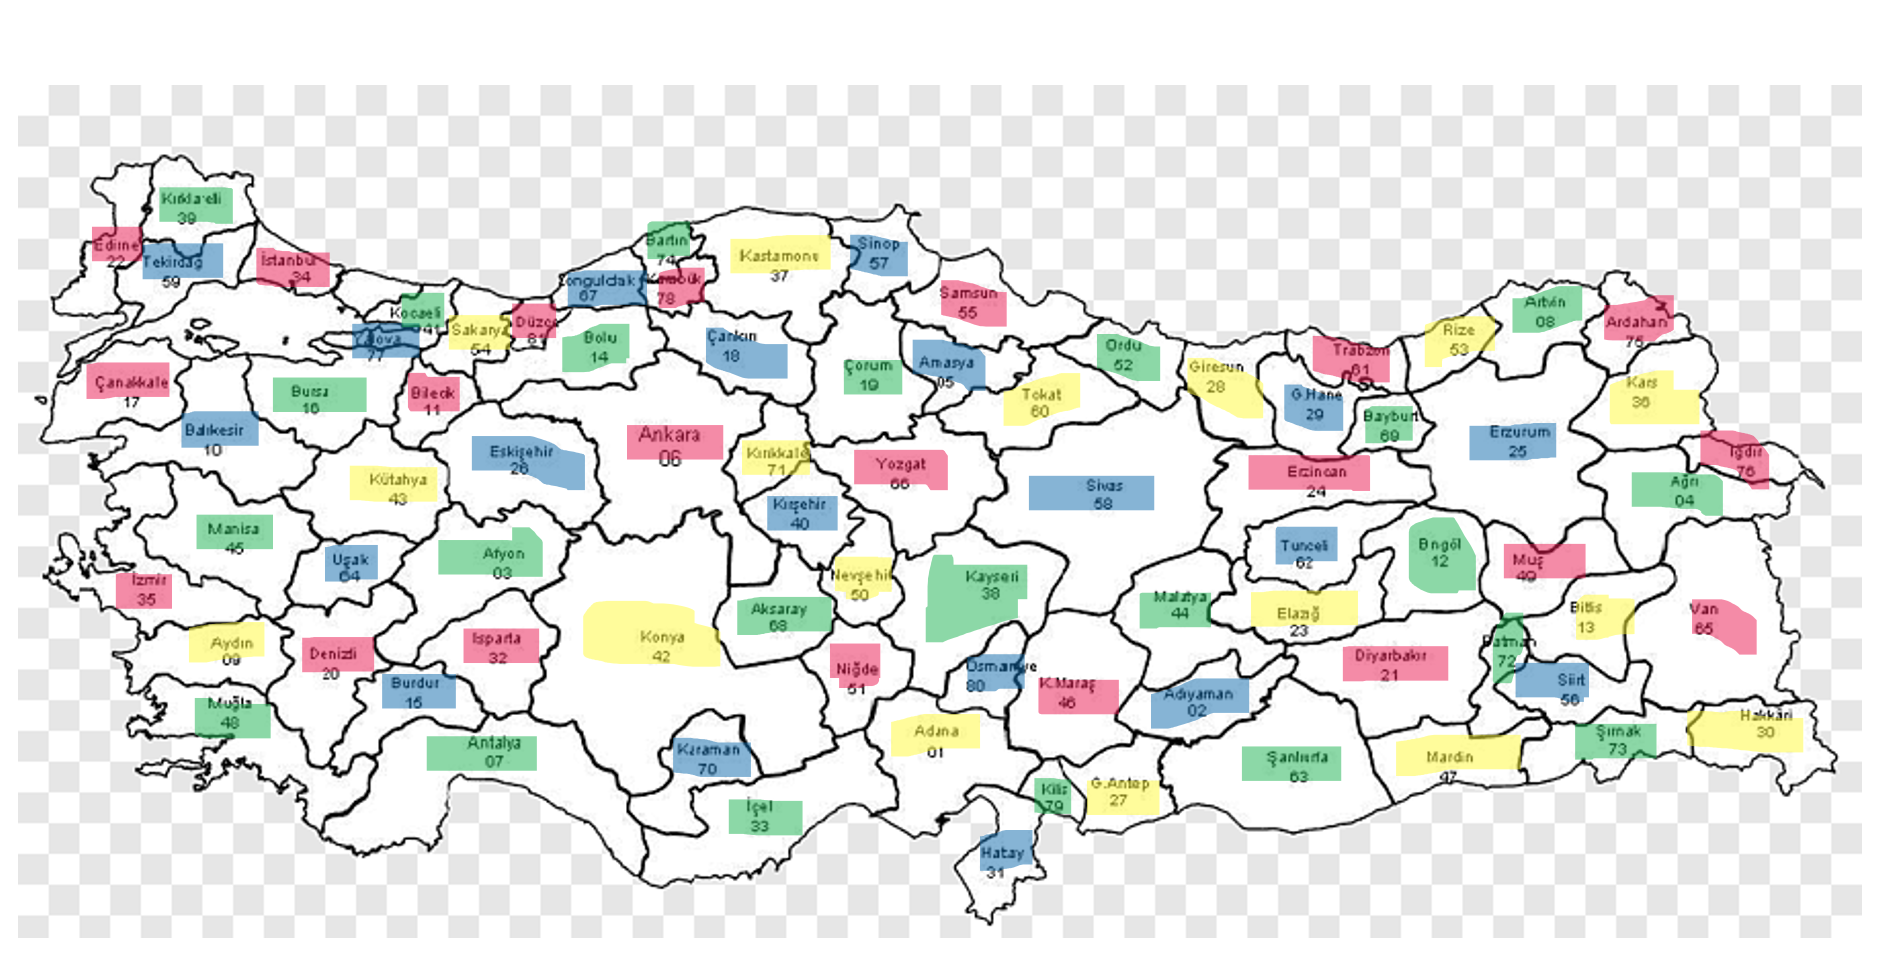 Kırklareli
39
Edirne
22
Tekirdağ
59
İstanbul
34
Kocaeli
41
Yalova
77
Sakarya
54
Düzce
81
Zonguldak
67
Bartın
74
Karabük
78
Kastamonu
37
Sinop
57
Samsun
55
Bolu
14
Çankırı
18
Çorum
19
Amasya
05
Ordu
52
Giresun
28
Trabzon
61
Rize
53
Artvin
08
Ardahan
75
Çanakkale
17
Bursa
16
Bilecik
11
Tokat
60
G.Hane
29
Bayburt
69
Kars
36
Balıkesir
10
Eskişehir
26
Ankara
06
Kırıkkale
71
Yozgat
66
Erzincan
24
Erzurum
25
Iğdır
76
Kütahya
43
Kırşehir
40
Sivas
58
Ağrı
04
Manisa
45
Uşak
64
Afyon
03
Nevşehir
50
Kayseri
38
Tunceli
62
Bingöl
12
Muş
49
İzmir
35
Aksaray
68
Malatya
44
Elazığ
23
Bitlis
13
Van
65
Aydın
09
Denizli
20
Isparta
32
Konya
42
Niğde
51
Osmaniye
80
Diyarbakır
21
Batman
72
Siirt
56
Muğla
48
Burdur
15
K.Maraş
46
Adıyaman
02
Antalya
07
Karaman
70
Adana
01
Şanlıurfa
63
Mardin
47
Şırnak
73
Hakkâri
30
İçel
33
Kilis
79
G.Antep
27
Hatay
31